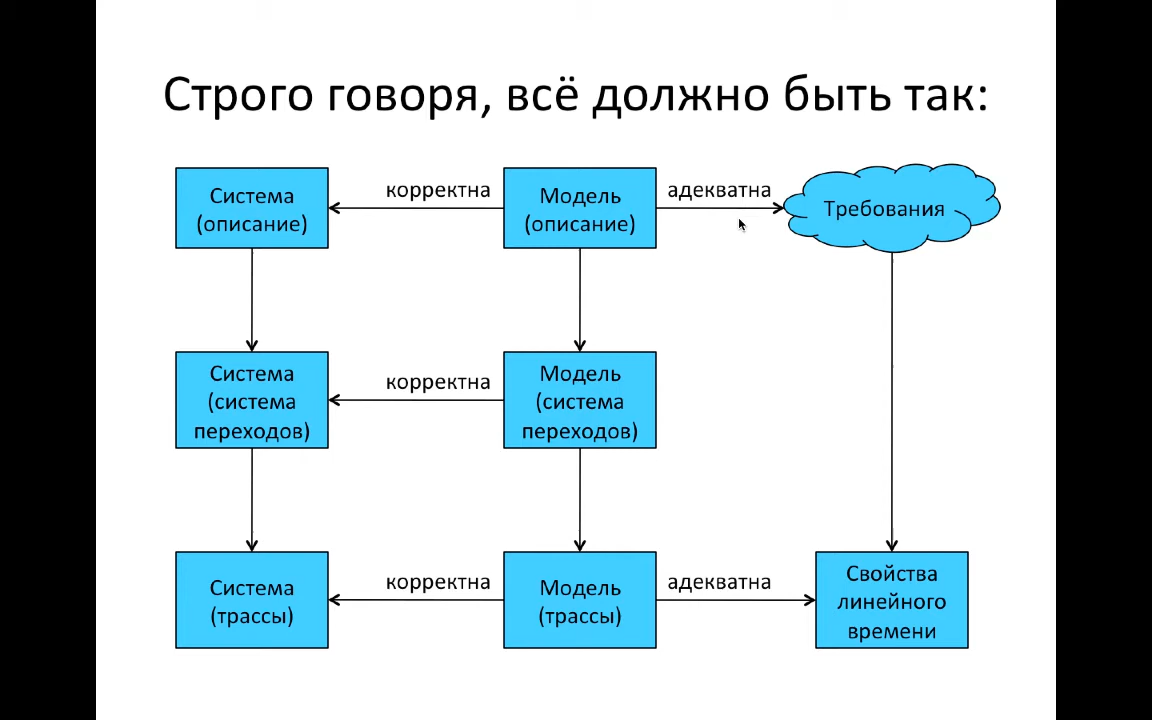 Строго говоря, всё должно быть так:
Система
(описание)
корректна
Модель
(описание)
адекватна
Требования
Система
(система
переходов)
корректна
Модель
(система
переходов)
Система
(трассы)
корректна
Модель
(трассы)
адекватна
Свойства
линейного
времени